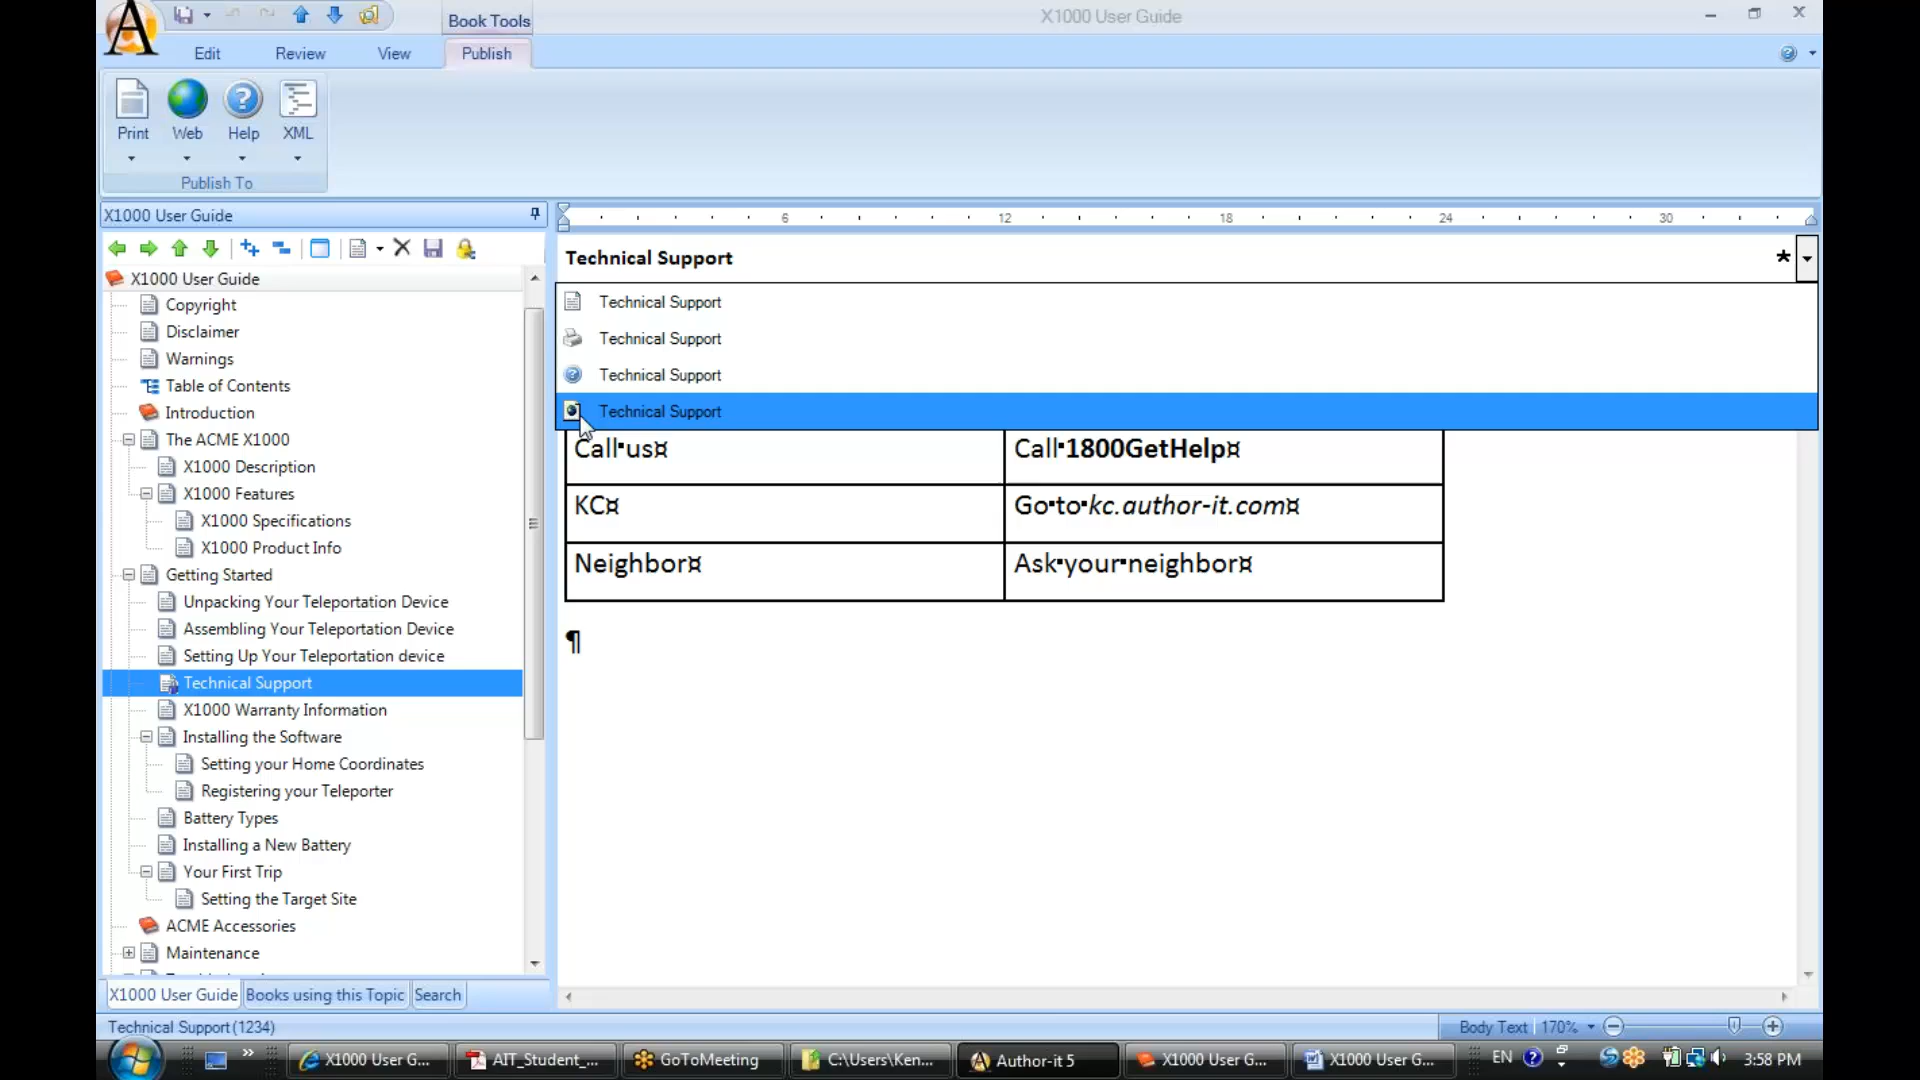 Book Tools
X1000 User Guide
Edit
Review
View
Publish
Print
Web
Help
XML
Publish To
X1000 User Guide
6
12
18
24
30
Technical Support
*
X1000 User Guide
Copyright
Disclaimer
Warnings
Table of Contents
Introduction
The ACME X1000
X1000 Description
X1000 Features
X1000 Specifications
X1000 Product Info
Getting Started
Unpacking Your Teleportation Device
Assembling Your Teleportation Device
Setting Up Your Teleportation device
Technical Support
X1000 Warranty Information
Installing the Software
Setting your Home Coordinates
Registering your Teleporter
Battery Types
Installing a New Battery
Your First Trip
Setting the Target Site
ACME Accessories
Maintenance
Technical Support
Technical Support
Technical Support
Technical Support
Call·us¤
Call·1800GetHelp¤
KC¤
Go·to·kc.author-it.com¤
Neighbor¤
Ask·your·neighbor¤
¶
X1000 User Guide
Books using this Topic
Search
Technical Support (1234)
Body Text
170%
X1000 User G...
AIT_Student_...
GoToMeeting
C:\Users\Ken...
Author-it 5
X1000 User G...
X1000 User G...
EN
3:58 PM